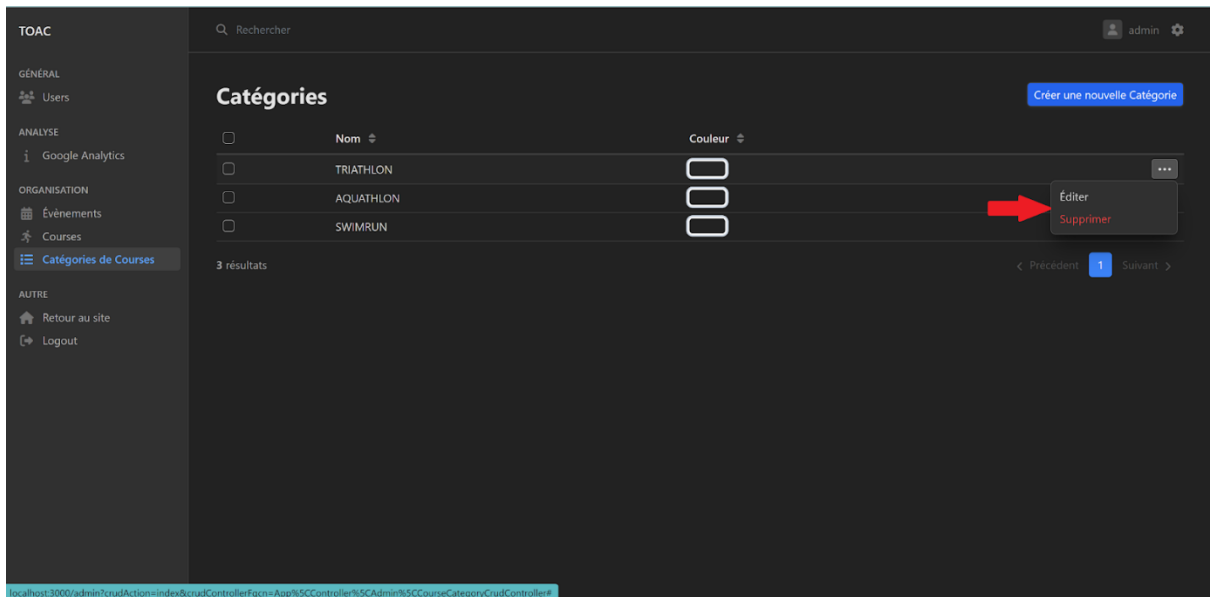 TOAC
Rechercher
admin
GÉNÉRAL
Users
ANALYSE
Google Analytics
ORGANISATION
Évènements
Courses
Catégories de Courses
AUTRE
Retour au site
Logout
Catégories
Créer une nouvelle Catégorie
Nom Couleur
TRIATHLON
AQUATHLON
SWIMRUN
Éditer
Supprimer
3 résultats
Précédent 1 Suivant
localhost:3000/admin?crudAction=index&crudControllerFqcn=App%5CController%5CAdmin%5CCourseCategoryCrudController#